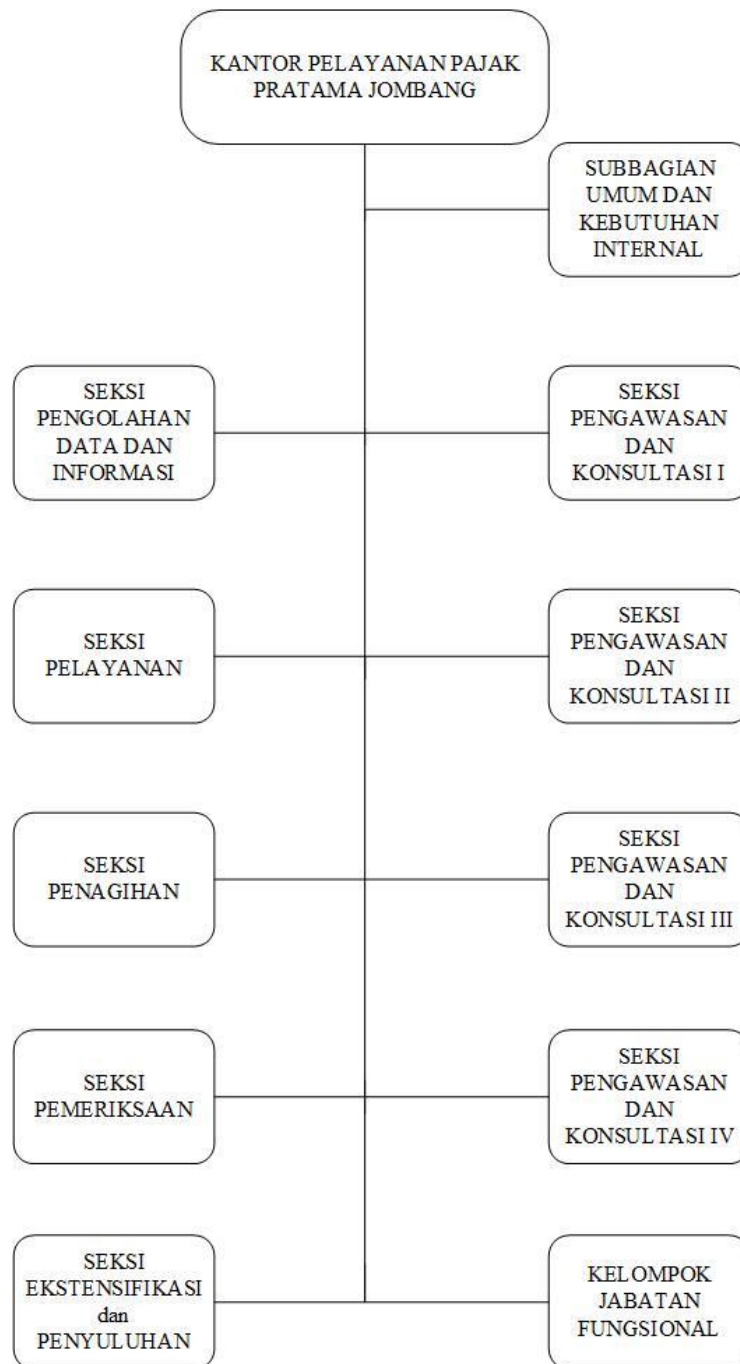 KANTOR PELAYANAN PAJAK
PRATAMA JOMBANG
SUBBAGIAN
UMUM DAN
KEBUTUHAN
INTERNAL
SEKSI
PENGOLAHAN
DATA DAN
INFORMASI
SEKSI
PENGAWASAN
DAN
KONSULTASI I
SEKSI
PELAYANAN
SEKSI
PENGAWASAN
DAN
KONSULTASI II
SEKSI
PENAGIHAN
SEKSI
PENGAWASAN
DAN
KONSULTASI III
SEKSI
PEMERIKSAAN
SEKSI
PENGAWASAN
DAN
KONSULTASI IV
SEKSI
EKSTENSIFIKASI
dan
PENYULUHAN
KELOMPOK
JABATAN
FUNGSIONAL